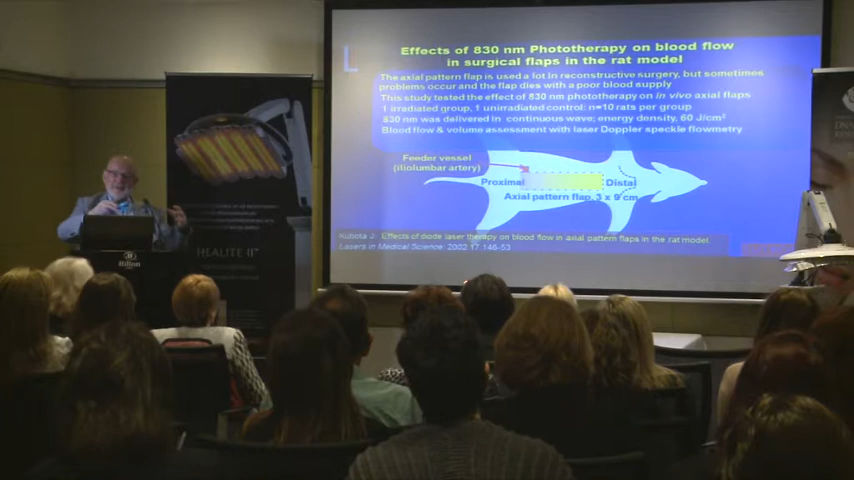 Effects of 830 nm Phototherapy on blood flow
in surgical flaps in the rat model
The axial pattern flap is used a lot in reconstructive surgery, but sometimes
problems occur and the flap dies with a poor blood supply
This study tested the effect of 830 nm phototherapy on in vivo axial flaps
1 irradiated group, 1 unirradiated control: n=10 rats per group
830 nm was delivered in continuous wave; energy density, 60 J/cm²
Blood flow & volume assessment with laser Doppler speckle flowmetry
Feeder vessel
(iliolumbar artery)
Proximal
Distal
Axial pattern flap, 3 x 9 cm
Kubota J: Effects of diode laser therapy on blood flow in axial pattern flaps in the rat model.
Lasers in Medical Science. 2002.17:146-53
HEALITE II
Hilton